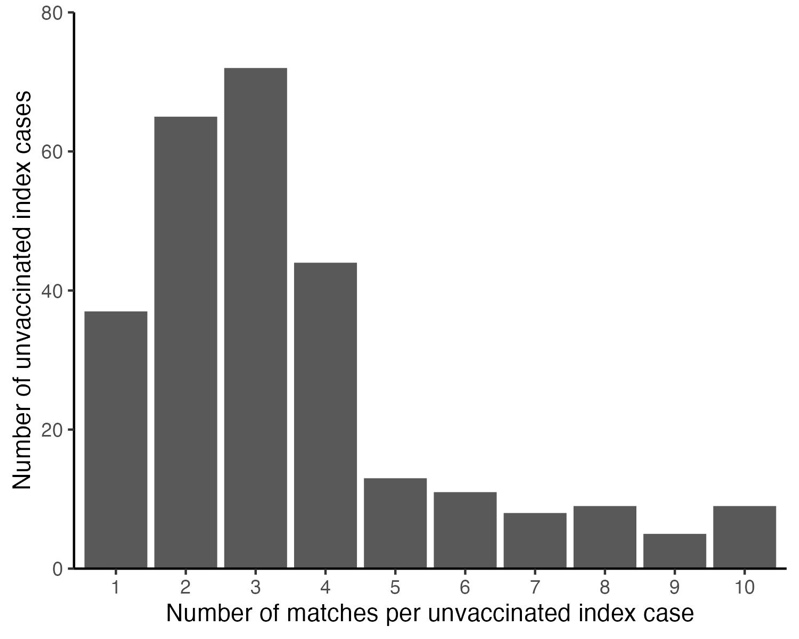 80
60
40
20
0
Number of unvaccinated index cases
1 2 3 4 5 6 7 8 9 10
Number of matches per unvaccinated index case